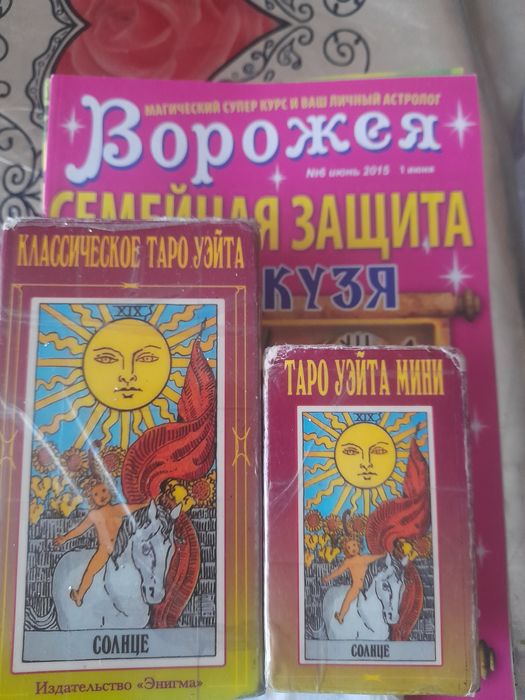 МАГИЧЕСКИЙ СУПЕР КУРС И ВАШ ЛИЧНЫЙ АСТРОЛОГ
Ворожея
№6 июнь 2015 1 июня
СЕМЕЙНАЯ ЗАЩИТА
КУЗЯ
КЛАССИЧЕСКОЕ ТАРО УЭЙТА
XIX
СОЛНЦЕ
Издательство «Энигма»
ТАРО УЭЙТА МИНИ
XIX
СОЛНЦЕ